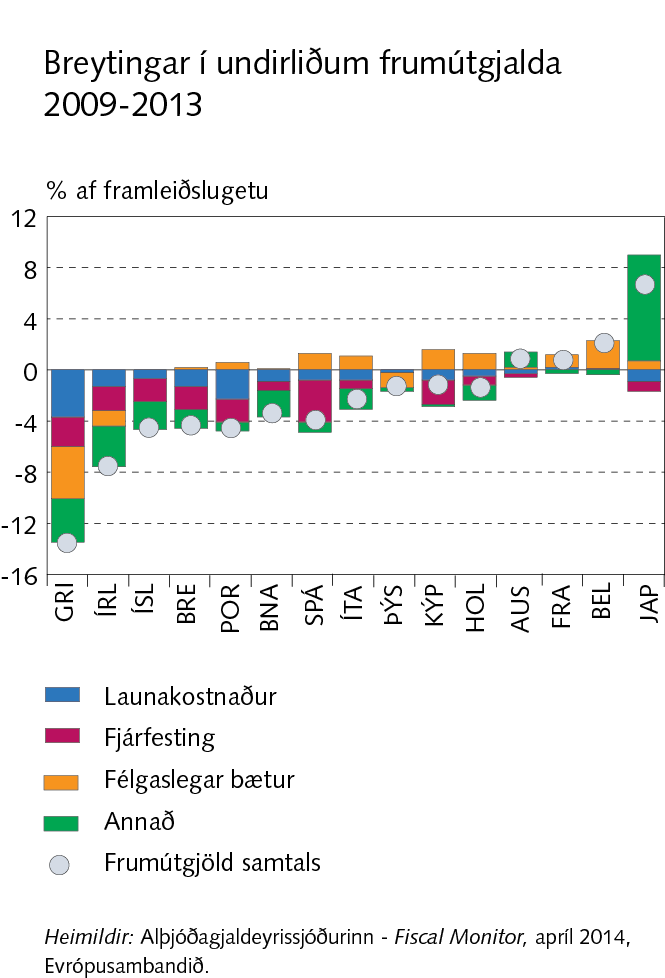 Breytingar í undirliðum frumútgjalda
2009-2013
% af framleiðslugetu
12
8
4
0
-4
-8
-12
-16
GRI ÍRL ÍSL BRE POR BNA SPÁ ÍTA ÞÝS KÝP HOL AUS FRA BEL JAP
Launakostnaður
Fjárfesting
Félgaslegar bætur
Annað
Frumútgjöld samtals
Heimildir: Alþjóðagjaldeyrissjóðurinn - Fiscal Monitor, apríl 2014,
Evrópusambandið.